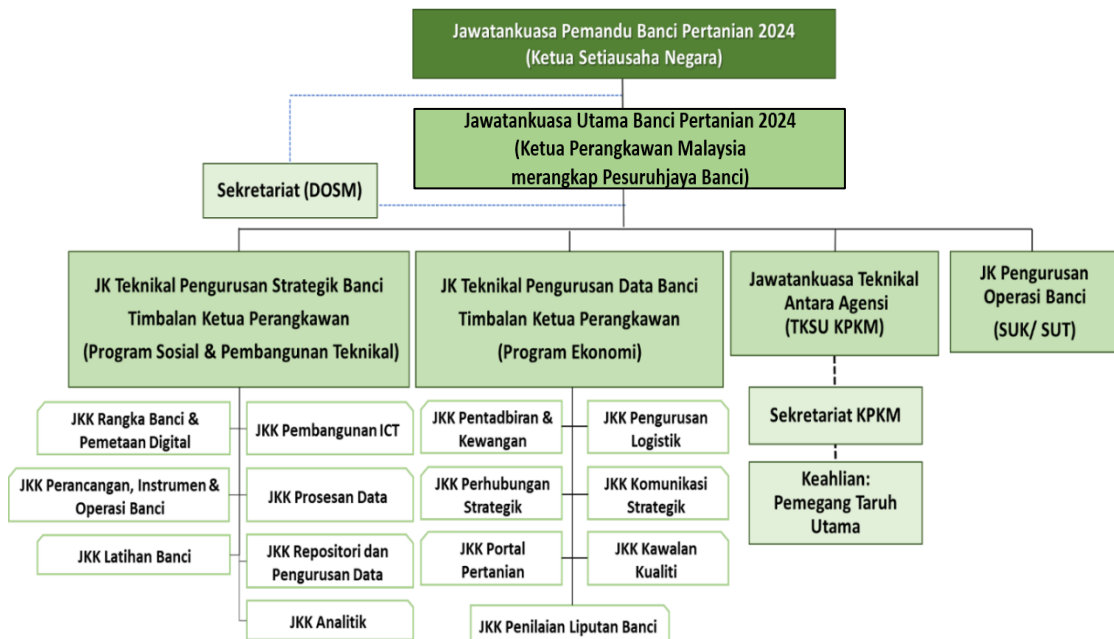 Jawatankuasa Pemandu Banci Pertanian 2024
(Ketua Setiausaha Negara)
Jawatankuasa Utama Banci Pertanian 2024
(Ketua Perangkawan Malaysia
merangkap Pesuruhjaya Banci)
Sekretariat (DOSM)
JK Teknikal Pengurusan Strategik Banci
Timbalan Ketua Perangkawan
(Program Sosial & Pembangunan Teknikal)
JK Teknikal Pengurusan Data Banci
Timbalan Ketua Perangkawan
(Program Ekonomi)
Jawatankuasa Teknikal
Antara Agensi
(TKSU KPKM)
JK Pengurusan
Operasi Banci
(SUK/ SUT)
JKK Rangka Banci &
Pemetaan Digital
JKK Pembangunan ICT
JKK Perancangan, Instrumen &
Operasi Banci
JKK Prosesan Data
JKK Latihan Banci
JKK Repositori dan
Pengurusan Data
JKK Analitik
JKK Pentadbiran &
Kewangan
JKK Pengurusan
Logistik
JKK Perhubungan
Strategik
JKK Komunikasi
Strategik
JKK Portal
Pertanian
JKK Kawalan
Kualiti
JKK Penilaian Liputan Banci
Sekretariat KPKM
Keahlian:
Pemegang Taruh
Utama